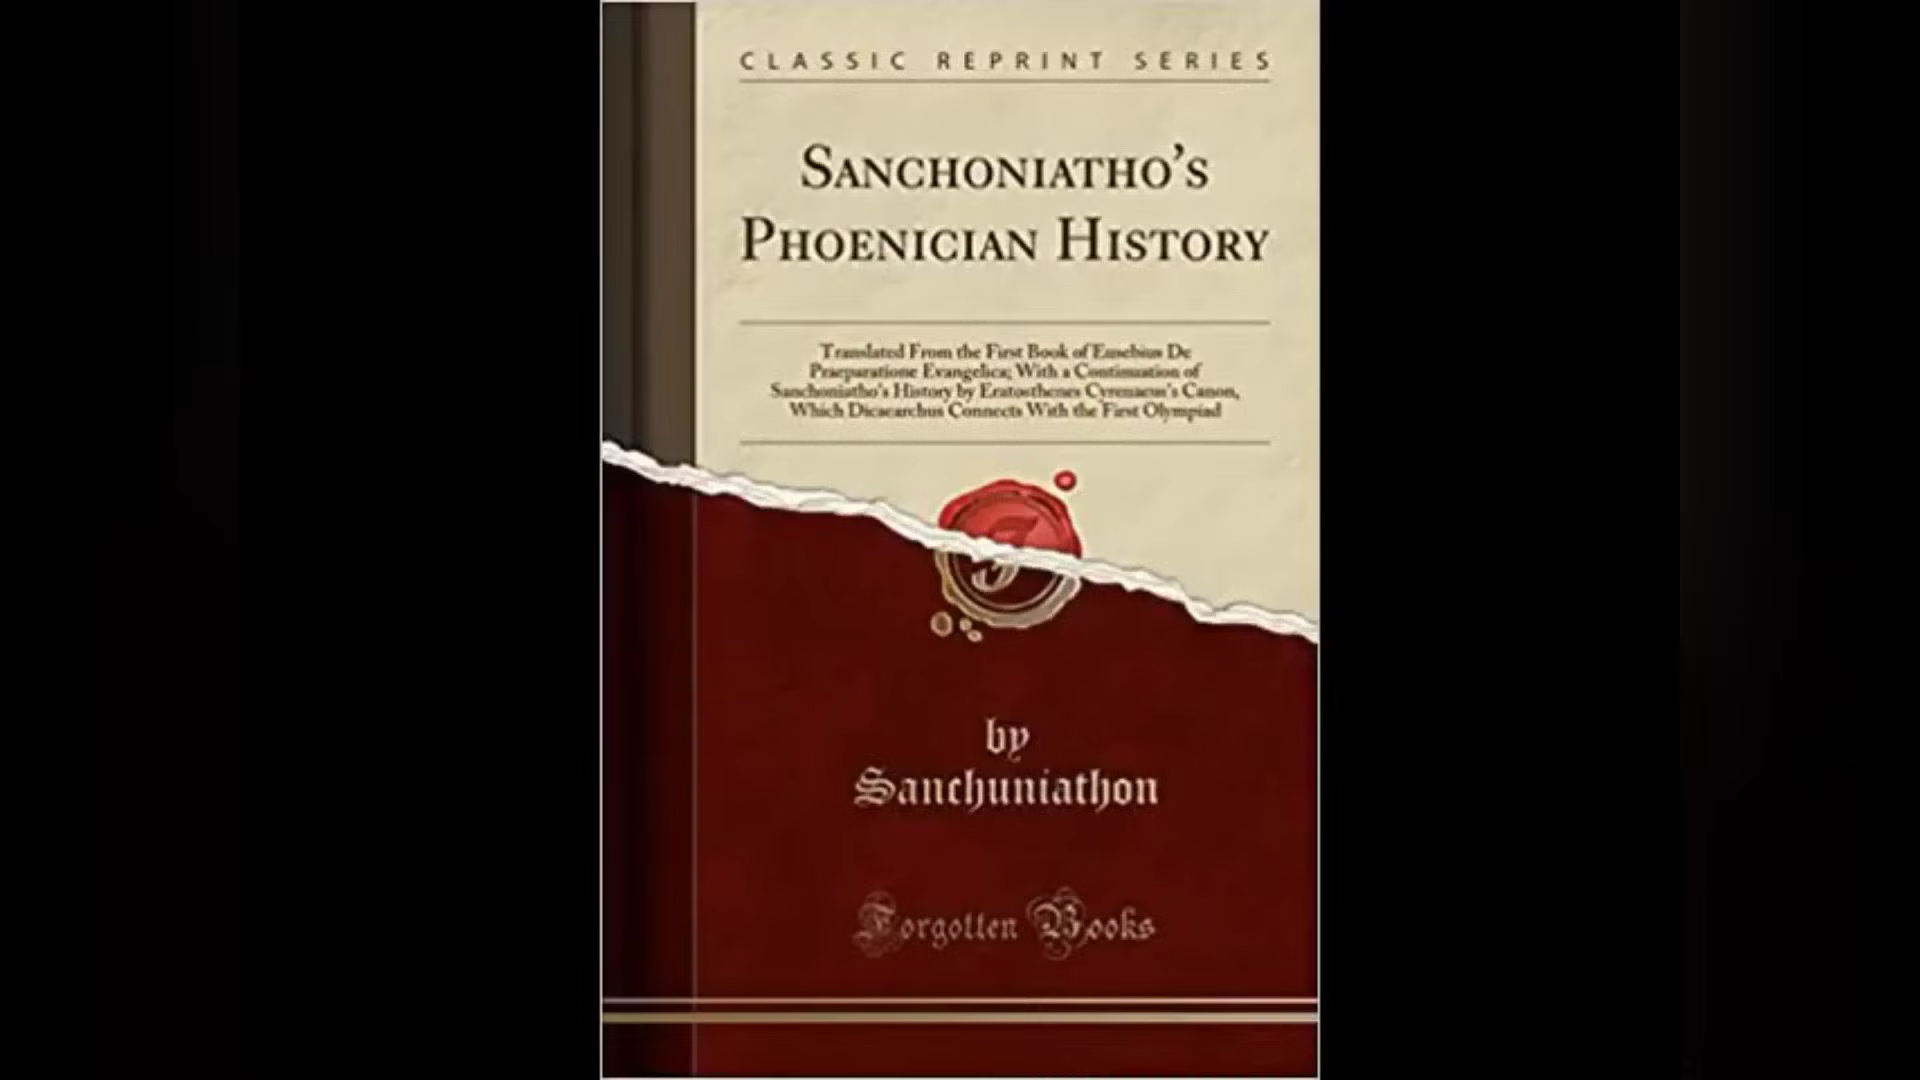 CLASSIC REPRINT SERIES
SANCHONIATHO'S
PHOENICIAN HISTORY
Translated From the First Book of Eusebius De
Praeparatione Evangelica; With a Continuation of
Sanchoniatho's History by Eratosthenes Cyrenaeus's Canon,
Which Dicaearchus Connects With the First Olympiad
by
Sanchuniathon
Forgotten Books